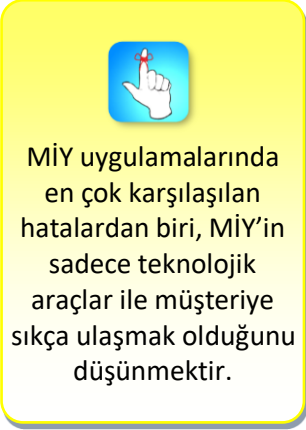 MİY uygulamalarında
en çok karşılaşılan
hatalardan biri, MİY’in
sadece teknolojik
araçlar ile müşteriye
sıkça ulaşmak olduğunu
düşünmektir.